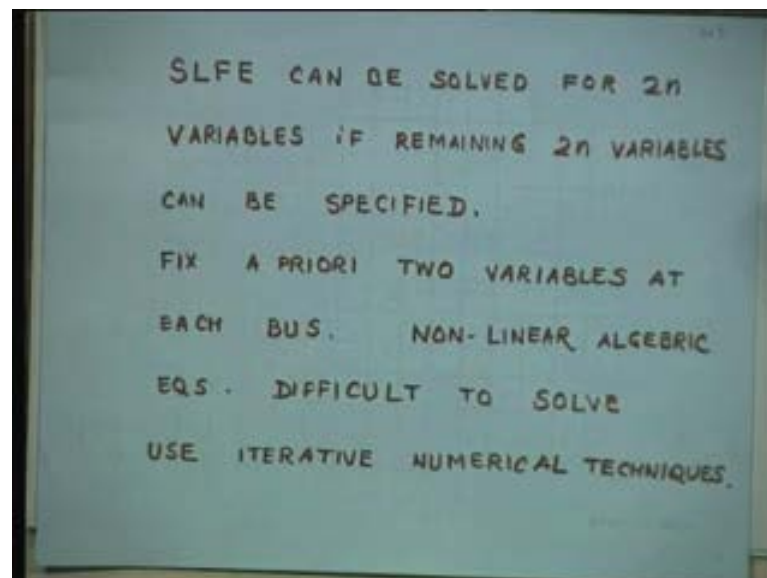 SLFE CAN BE SOLVED FOR 2n
VARIABLES iF REMAINING 2n VARIABLES
CAN BE SPECIFIED.
FIX A PRIORI TWO VARIABLES AT
EACH BUS. NON-LINEAR ALGEBRIC
EQS. DIFFICULT TO SOLVE
USE ITERATIVE NUMERICAL TECHNIQUES.